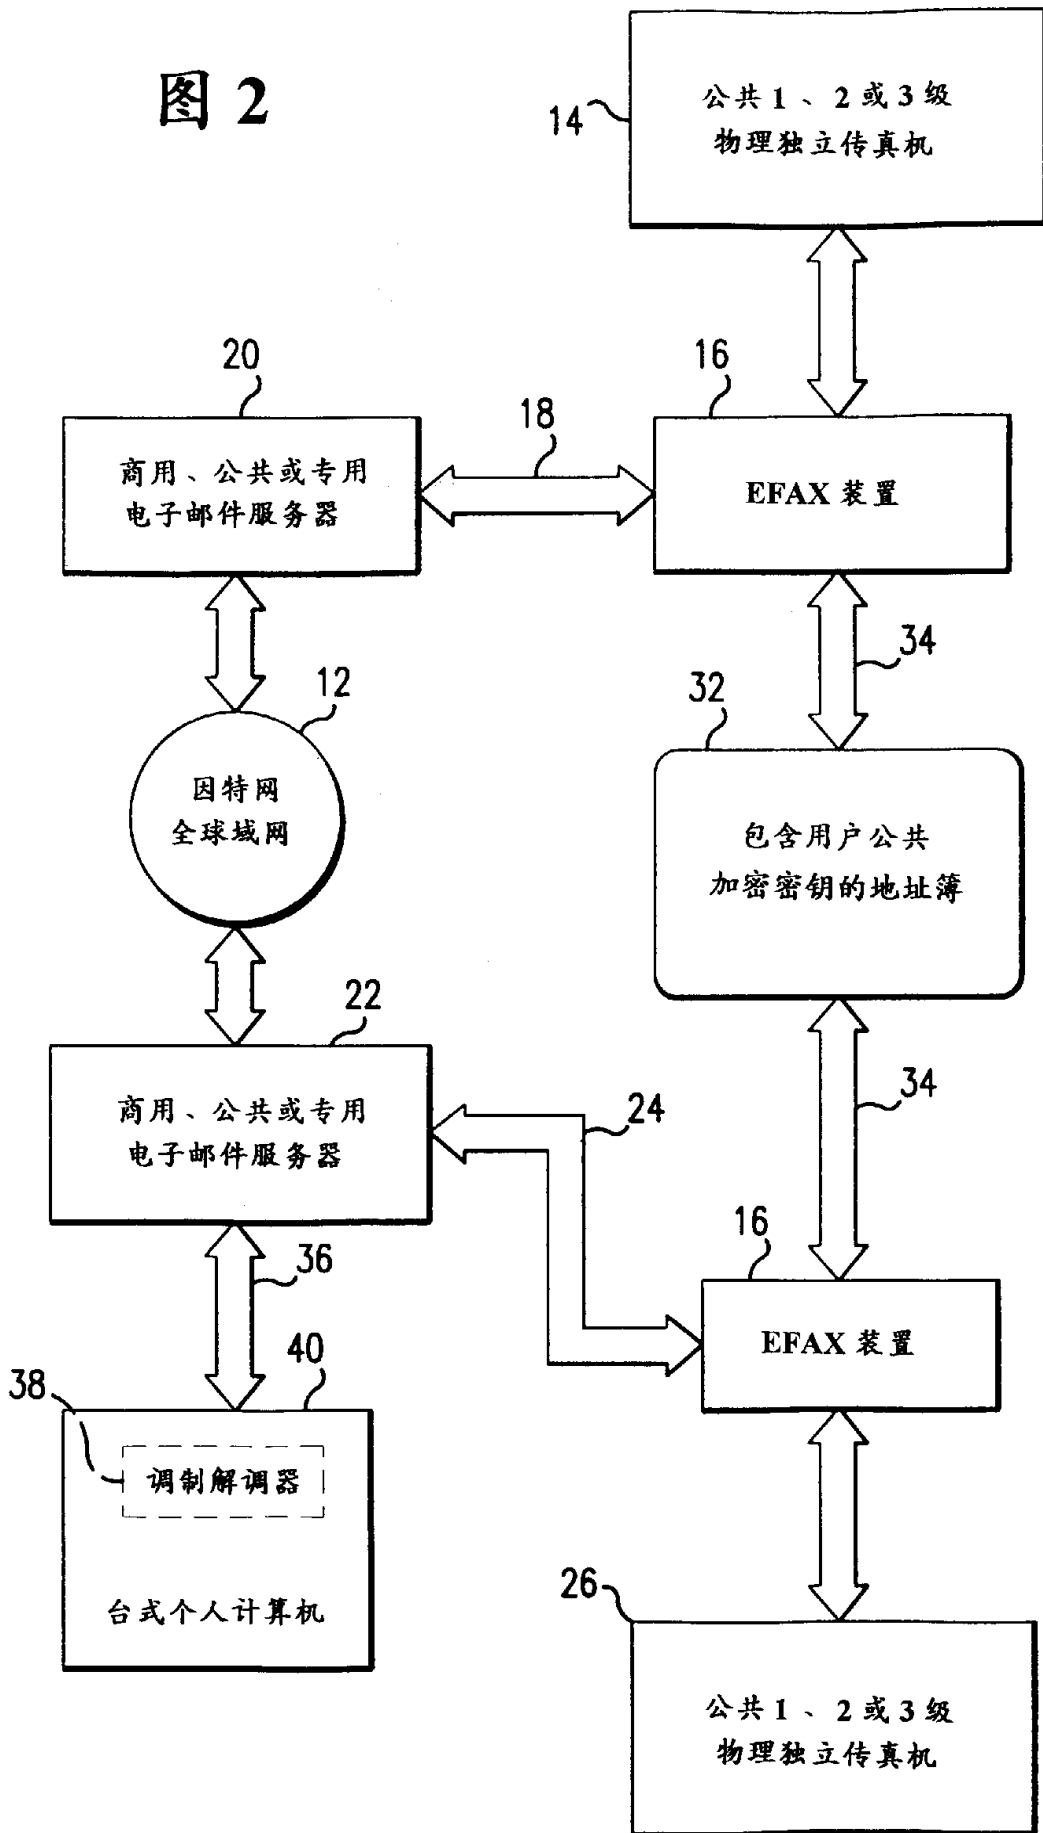 图 2
14
公共 1 、 2 或 3 级
物理独立传真机
20
18
16
商用、公共或专用
电子邮件服务器
EFAX 装置
34
12
32
因特网
全球域网
包含用户公共
加密密钥的地址簿
22
34
24
商用、公共或专用
电子邮件服务器
16
36
EFAX 装置
40
38
调制解调器
台式个人计算机
26
公共 1 、 2 或 3 级
物理独立传真机